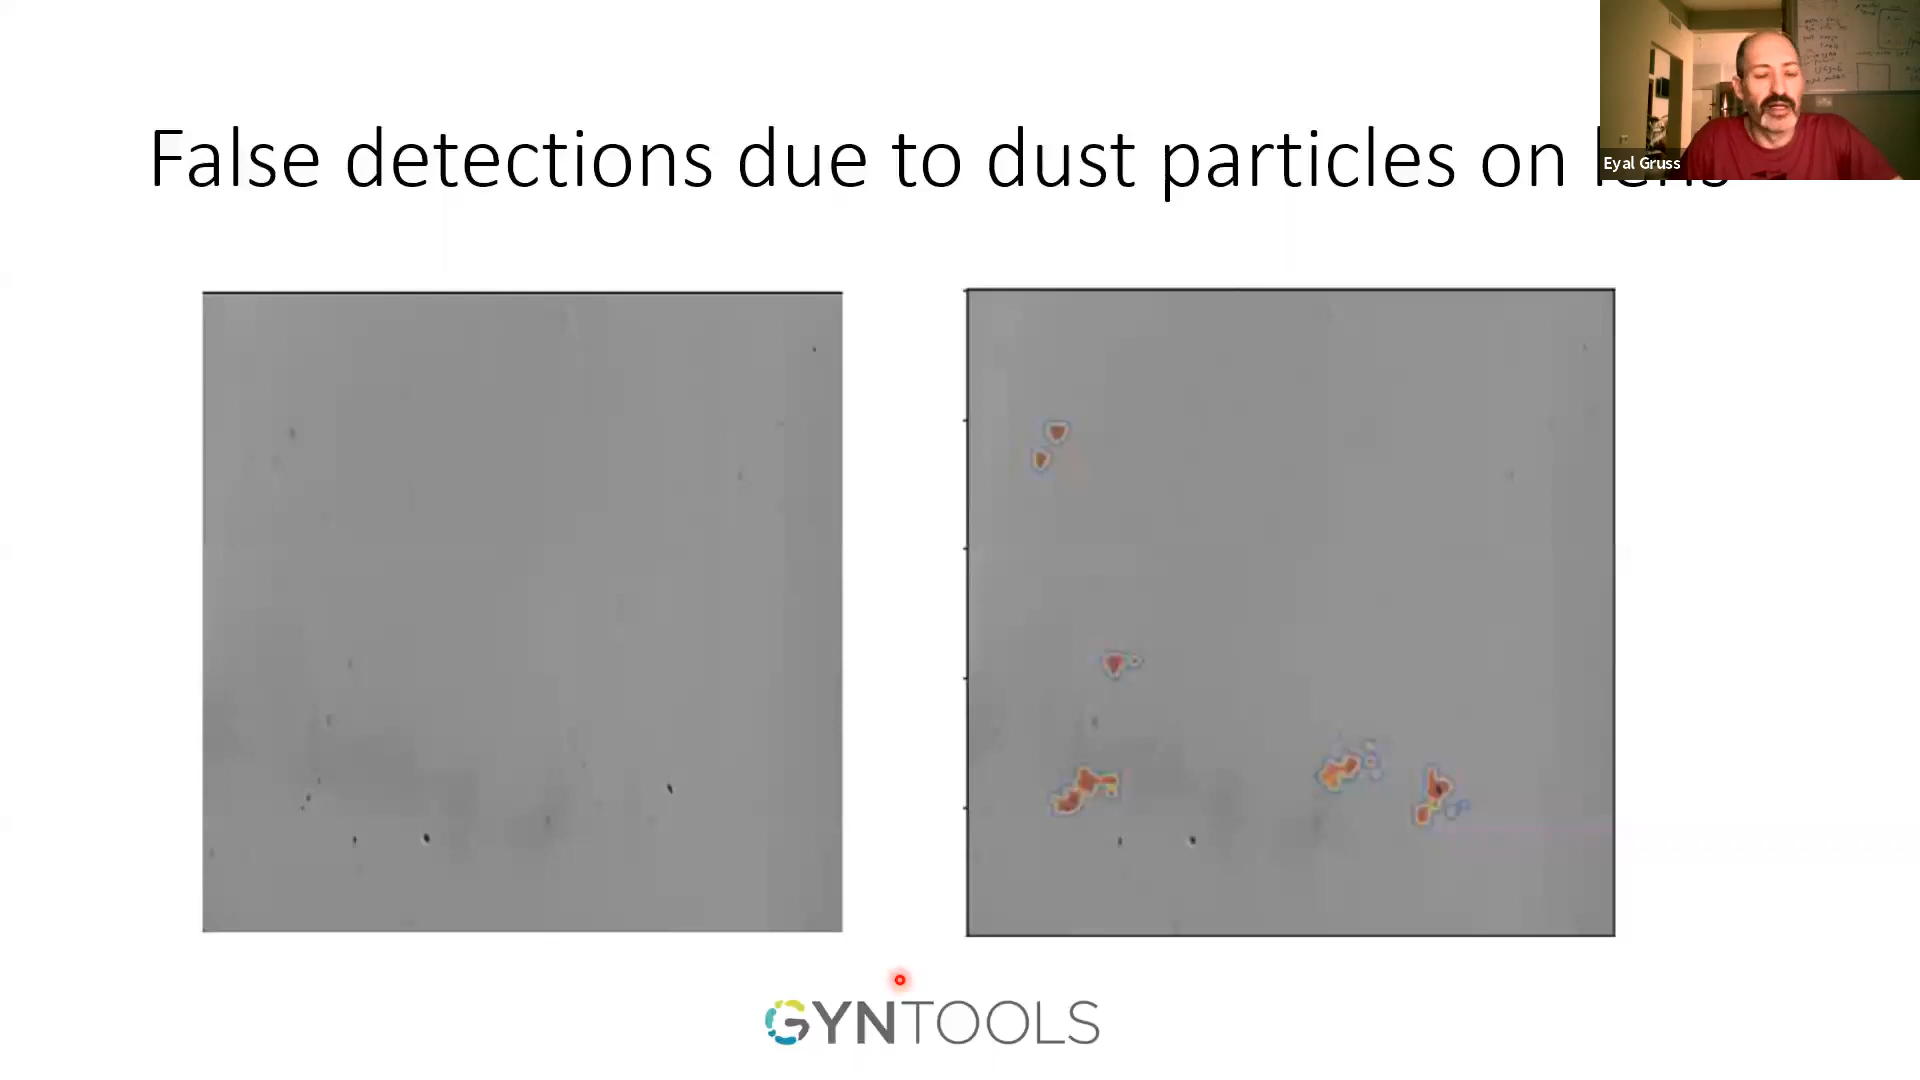 False detections due to dust particles on lens
Eyal Gruss
GYNTOOLS